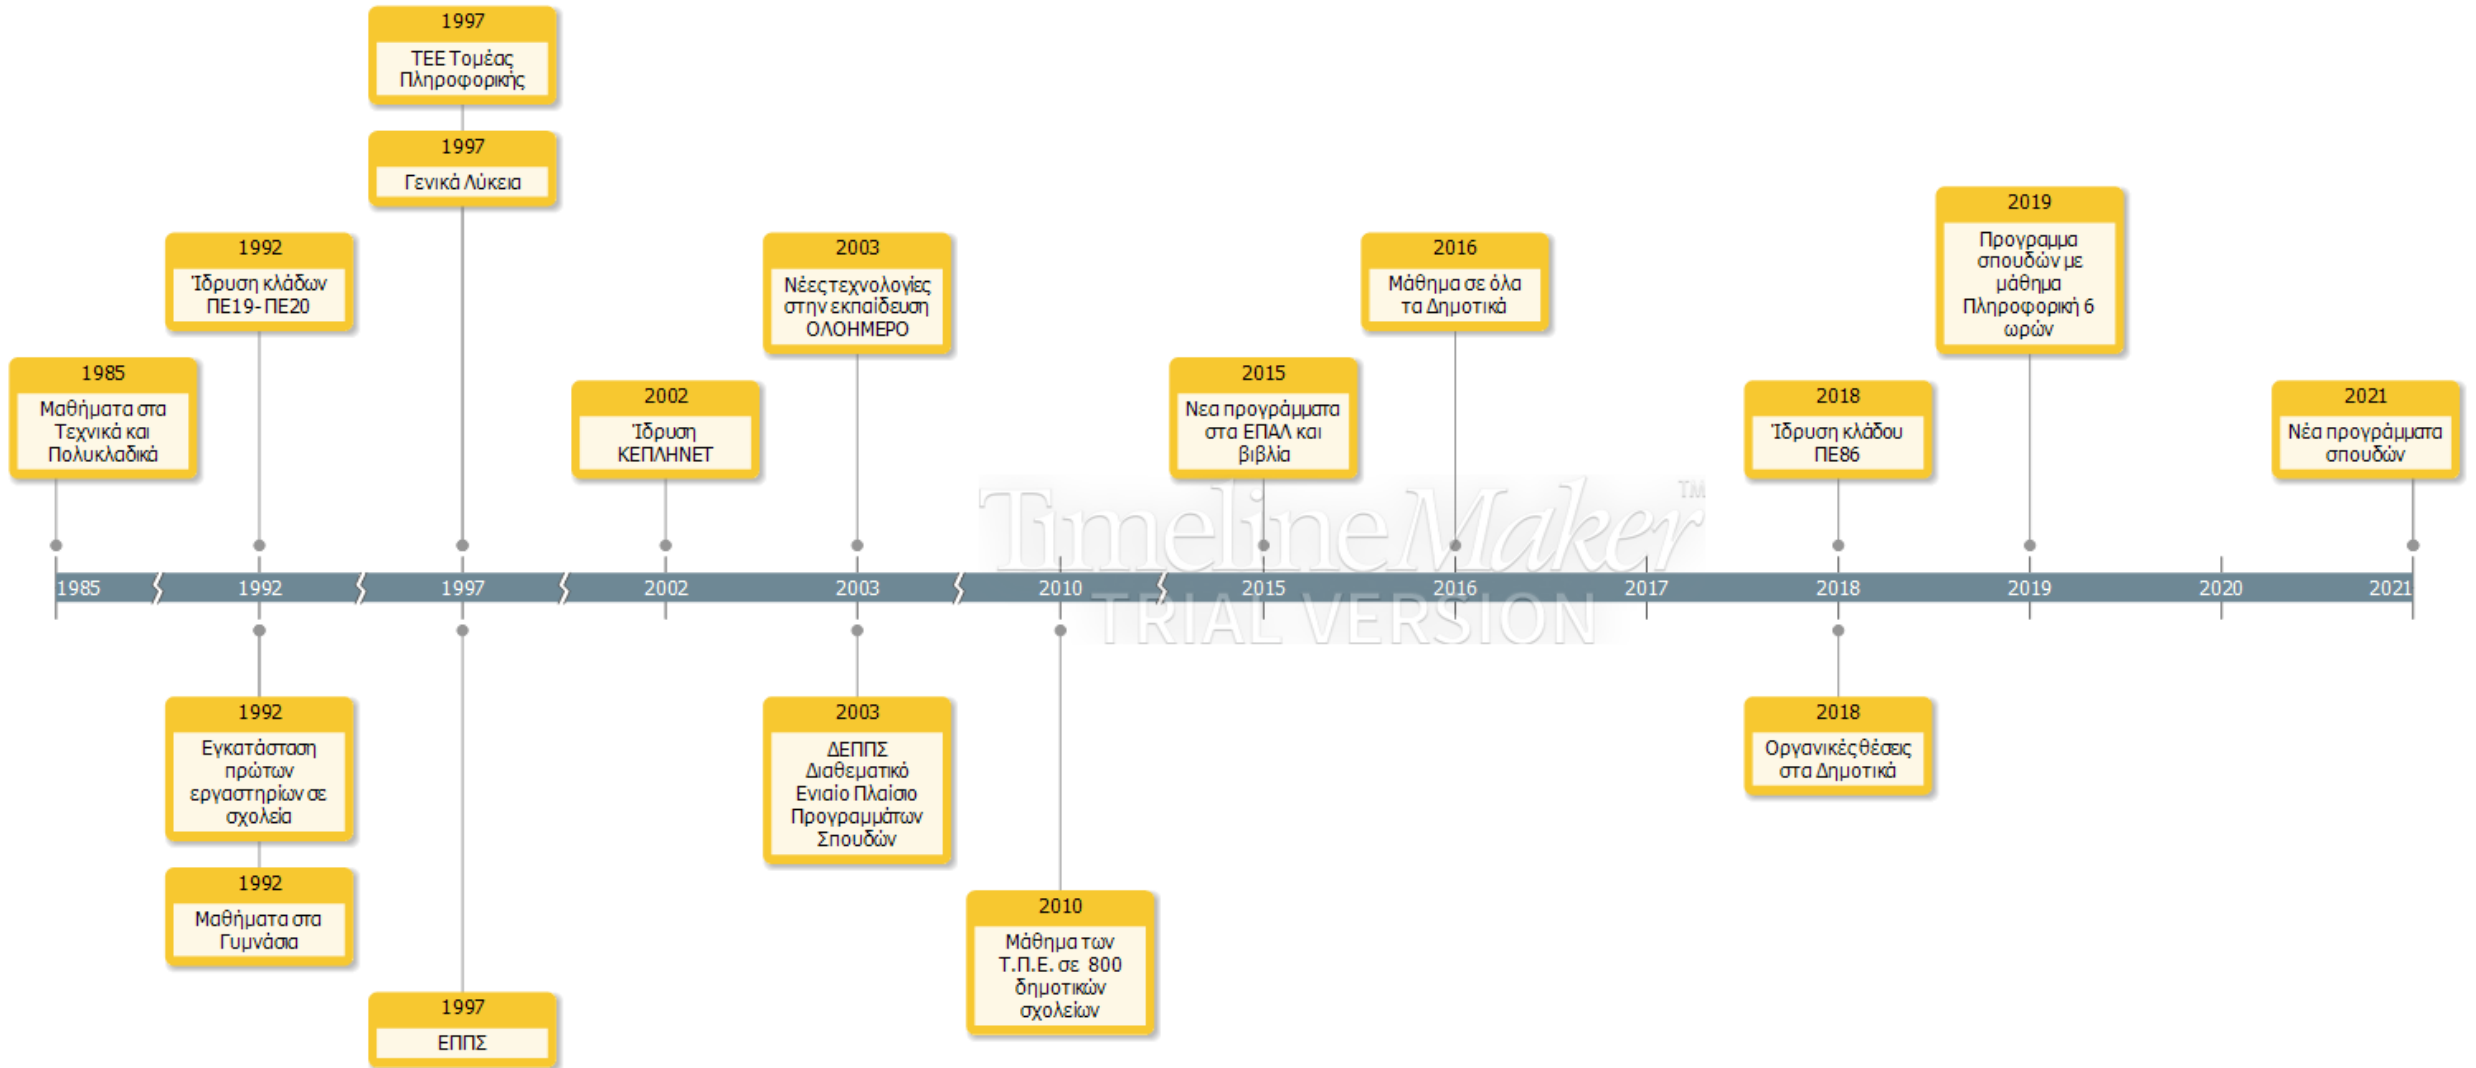 1997
ΤΕΕ Τομέας
Πληροφορικής
1997
Γενικά Λύκεια
1992
Ίδρυση κλάδων
ΠΕ19-ΠΕ20
1985
Μαθήματα στα
Τεχνικά και
Πολυκλαδικά
2002
Ίδρυση
ΚΕΠΛΗΝΕΤ
2003
Νέες τεχνολογίες
στην εκπαίδευση
ΟΛΟΗΜΕΡΟ
2015
Νεα προγράμματα
στα ΕΠΑΛ και
βιβλία
2016
Μάθημα σε όλα
τα Δημοτικά
2018
Ίδρυση κλάδου
ΠΕ86
2019
Προγραμμα
σπουδών με
μάθημα
Πληροφορική 6
ωρών
2021
Νέα προγράμματα
σπουδών
TimelineMaker TM
TRIAL VERSION
1985 1992 1997 2002 2003 2010 2015 2016 2017 2018 2019 2020 2021
1992
Εγκατάσταση
πρώτων
εργαστηρίων σε
σχολεία
1992
Μαθήματα στα
Γυμνάσια
1997
ΕΠΠΣ
2003
ΔΕΠΠΣ
Διαθεματικό
Ενιαίο Πλαίσιο
Προγραμμάτων
Σπουδών
2010
Μάθημα των
Τ.Π.Ε. σε 800
δημοτικών
σχολείων
2018
Οργανικές θέσεις
στα Δημοτικά